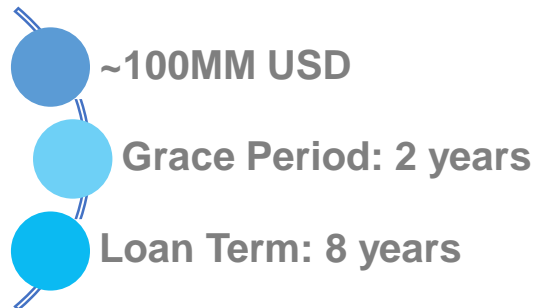 ~100MM USD
Grace Period: 2 years
Loan Term: 8 years